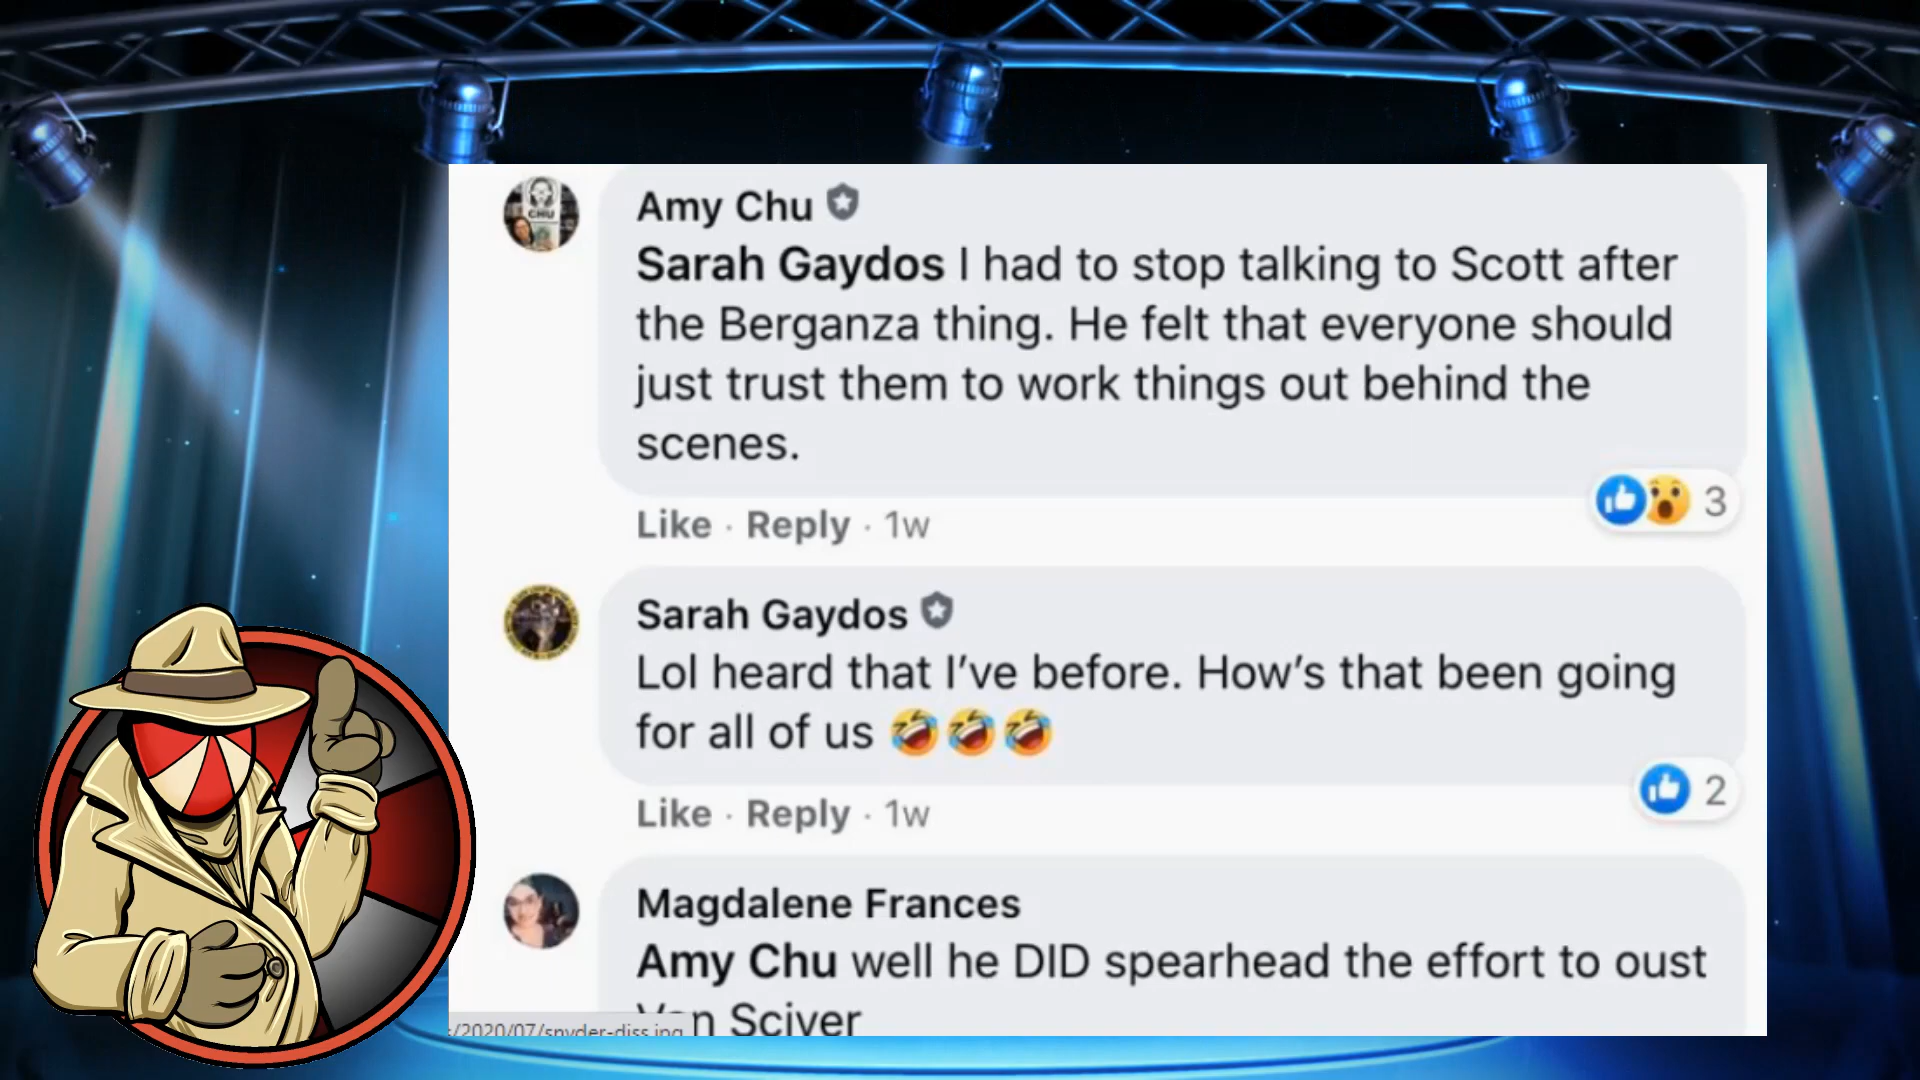 CHU
Amy Chu
Sarah Gaydos I had to stop talking to Scott after
the Berganza thing. He felt that everyone should
just trust them to work things out behind the
scenes.
3
Like · Reply · 1w
Sarah Gaydos
Lol heard that I've before. How's that been going
for all of us 🤣🤣🤣
2
Like · Reply · 1w
Magdalene Frances
Amy Chu well he DID spearhead the effort to oust
Van Sciver
/2020/07/snyder-diss.jpg